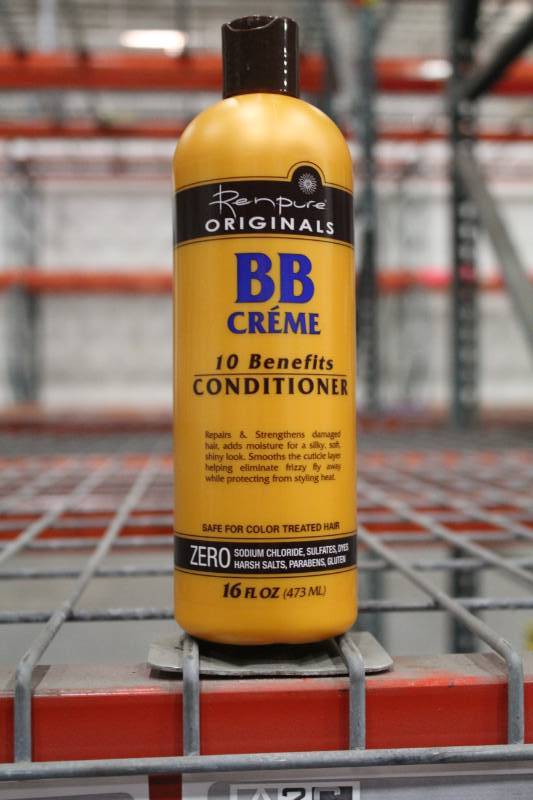 Renpure
ORIGINALS
BB
CRÉME
10 Benefits
CONDITIONER
Repairs & Strengthens damaged
hair, adds moisture for a silky, soft,
shiny look. Smooths the cuticle layer
helping eliminate frizzy fly away
while protecting from styling heat.
SAFE FOR COLOR TREATED HAIR
ZERO SODIUM CHLORIDE, SULFATES, DYES
HARSH SALTS, PARABENS, GLUTEN
16 FL OZ (473 ML)